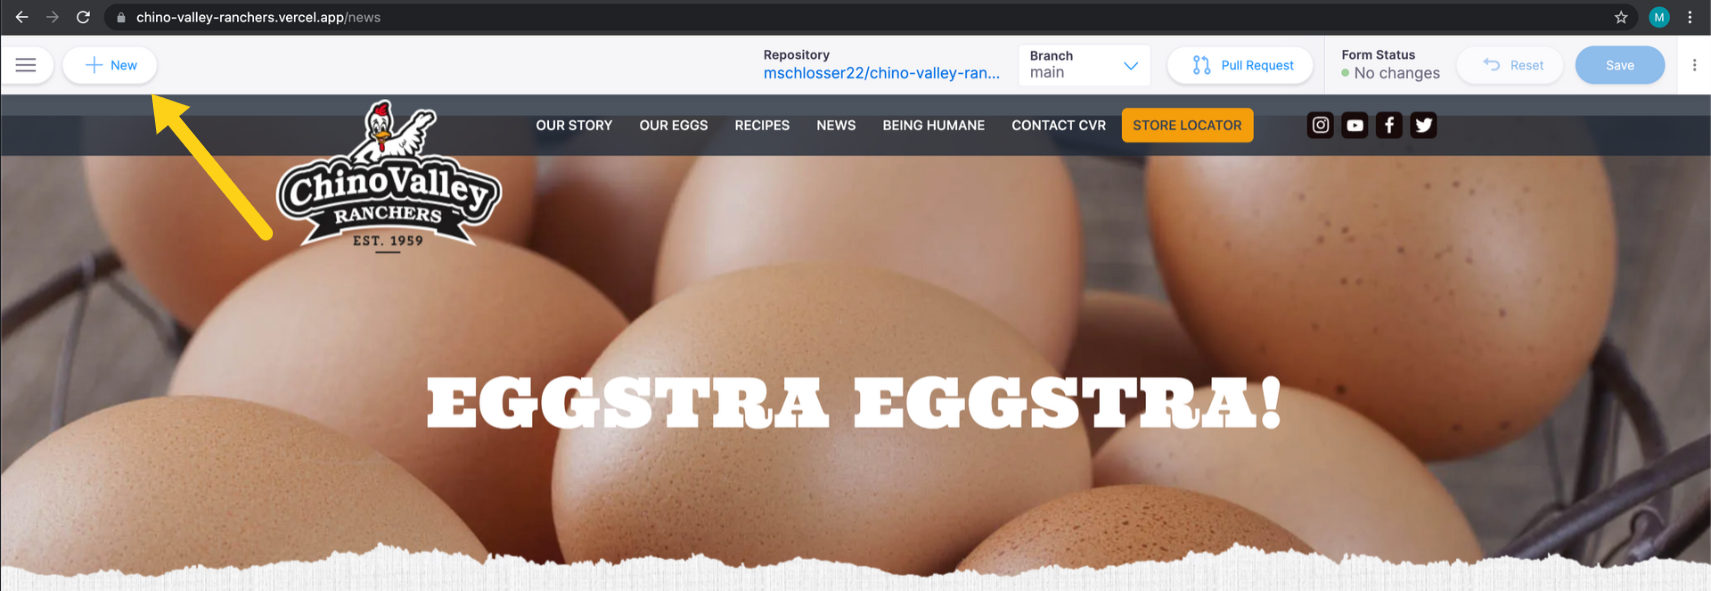 chino-valley-ranchers.vercel.app/news
M
New
Repository
mschlosser22/chino-valley-ran...
Branch
main
Pull Request
Form Status
No changes
Reset
Save
OUR STORY
OUR EGGS
RECIPES
NEWS
BEING HUMANE
CONTACT CVR
STORE LOCATOR
ChinoValley
RANCHERS
EST. 1959
EGGSTRA EGGSTRA!